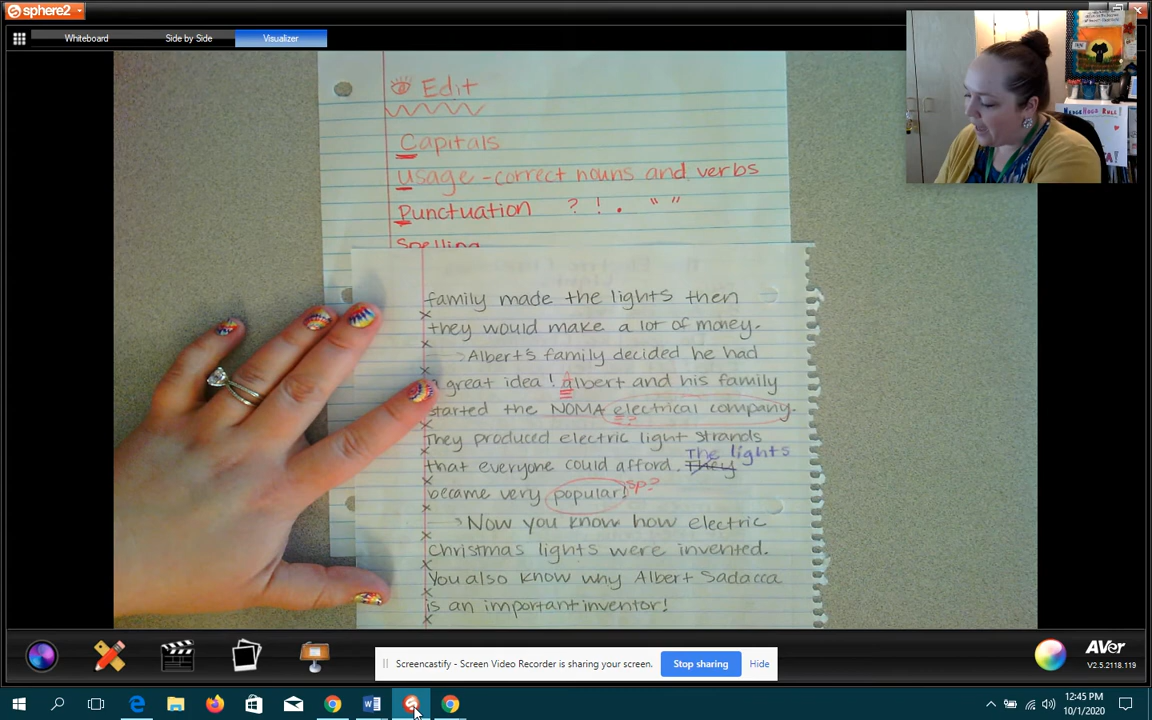 sphere2
Whiteboard
Side by Side
Visualizer
Edit
Capitals
Usage - correct nouns and verbs
Punctuation ? ! . " "
Spelling
family made the lights then
they would make a lot of money.
Albert's family decided he had
great idea! Albert and his family
started the NOMA electrical company.
They produced electric light strands
The lights
that everyone could afford. They
sp?
became very popular!
Now you know how electric
Christmas lights were invented.
You also know why Albert Sadacca
is an important inventor!
Screencastify - Screen Video Recorder is sharing your screen.
Stop sharing
Hide
AVer
V2.5.2118.119
12:45 PM
10/1/2020